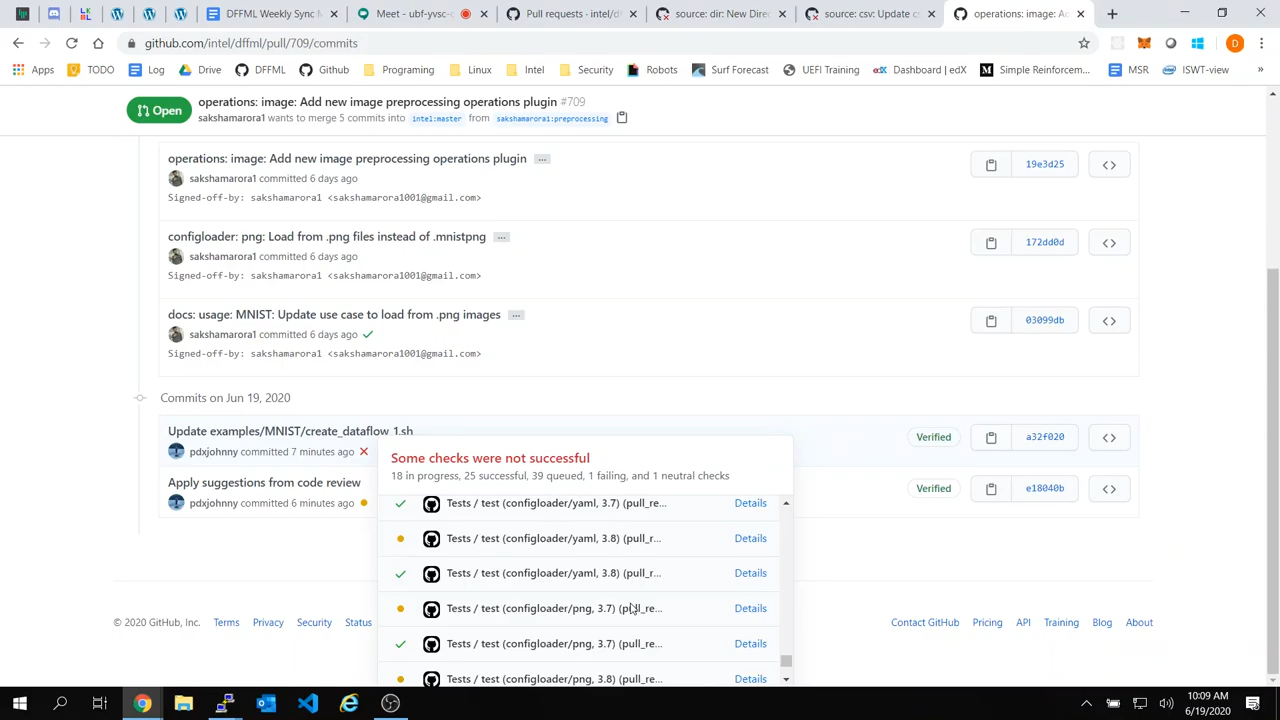 DFFML Weekly Sync M
Meet - ubf-yvsc-c
Pull requests - intel/df
source: dir: New Direc
source: csv: Update c
operations: image: Ad
github.com/intel/dffml/pull/709/commits
Apps
TODO
Log
Drive
DFFML
Github
Programming
Linux
Intel
Security
Robots
Surf Forecast
UEFI Training
Dashboard | edX
Simple Reinforcem...
MSR
ISWT-view
»
Open
operations: image: Add new image preprocessing operations plugin #709
sakshamarora1 wants to merge 5 commits into intel:master from sakshamarora1:preprocessing
operations: image: Add new image preprocessing operations plugin ...
19e3d25
sakshamarora1 committed 6 days ago
Signed-off-by: sakshamarora1 <sakshamarora1001@gmail.com>
configloader: png: Load from .png files instead of .mnistpng ...
172dd0d
sakshamarora1 committed 6 days ago
Signed-off-by: sakshamarora1 <sakshamarora1001@gmail.com>
docs: usage: MNIST: Update use case to load from .png images ...
03099db
sakshamarora1 committed 6 days ago
Signed-off-by: sakshamarora1 <sakshamarora1001@gmail.com>
Commits on Jun 19, 2020
Update examples/MNIST/create_dataflow_1.sh
Verified
a32f020
pdxjohnny committed 7 minutes ago
Apply suggestions from code review
Verified
e18040b
pdxjohnny committed 6 minutes ago
Some checks were not successful
18 in progress, 25 successful, 39 queued, 1 failing, and 1 neutral checks
Tests / test (configloader/yaml, 3.7) (pull_re... Details
Tests / test (configloader/yaml, 3.8) (pull_r... Details
Tests / test (configloader/yaml, 3.8) (pull_r... Details
Tests / test (configloader/png, 3.7) (pull_re... Details
Tests / test (configloader/png, 3.7) (pull_re... Details
Tests / test (configloader/png, 3.8) (pull_re... Details
© 2020 GitHub, Inc.
Terms
Privacy
Security
Status
Contact GitHub
Pricing
API
Training
Blog
About
10:09 AM
6/19/2020